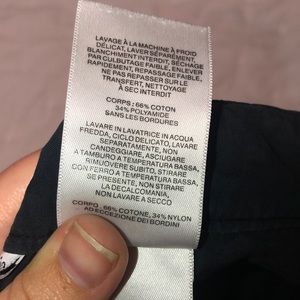 LAVAGE À LA MACHINE À FROID
DÉLICAT, LAVER SÉPARÉMENT,
BLANCHIMENT INTERDIT, SÉCHAGE
PAR CULBUTAGE FAIBLE, ENLEVER
RAPIDEMENT, REPASSAGE FAIBLE,
NE PAS REPASSER SUR LE
TRANSFERT, NETTOYAGE
À SEC INTERDIT
CORPS: 66% COTON
34% POLYAMIDE
SANS LES BORDURES
LAVARE IN LAVATRICE IN ACQUA
FREDDA, CICLO DELICATO, LAVARE
SEPARATAMENTE, NON
CANDEGGIARE, ASCIUGARE
A TAMBURO A TEMPERATURA BASSA,
RIMUOVERE SUBITO, STIRARE
CON FERRO A TEMPERATURA BASSA,
SE PRESENTE, NON STIRARE
LA DECALCOMANIA,
NON LAVARE A SECCO
CORPO, 66% COTONE, 34% NYLON
AD ECCEZIONE DEI BORDINI